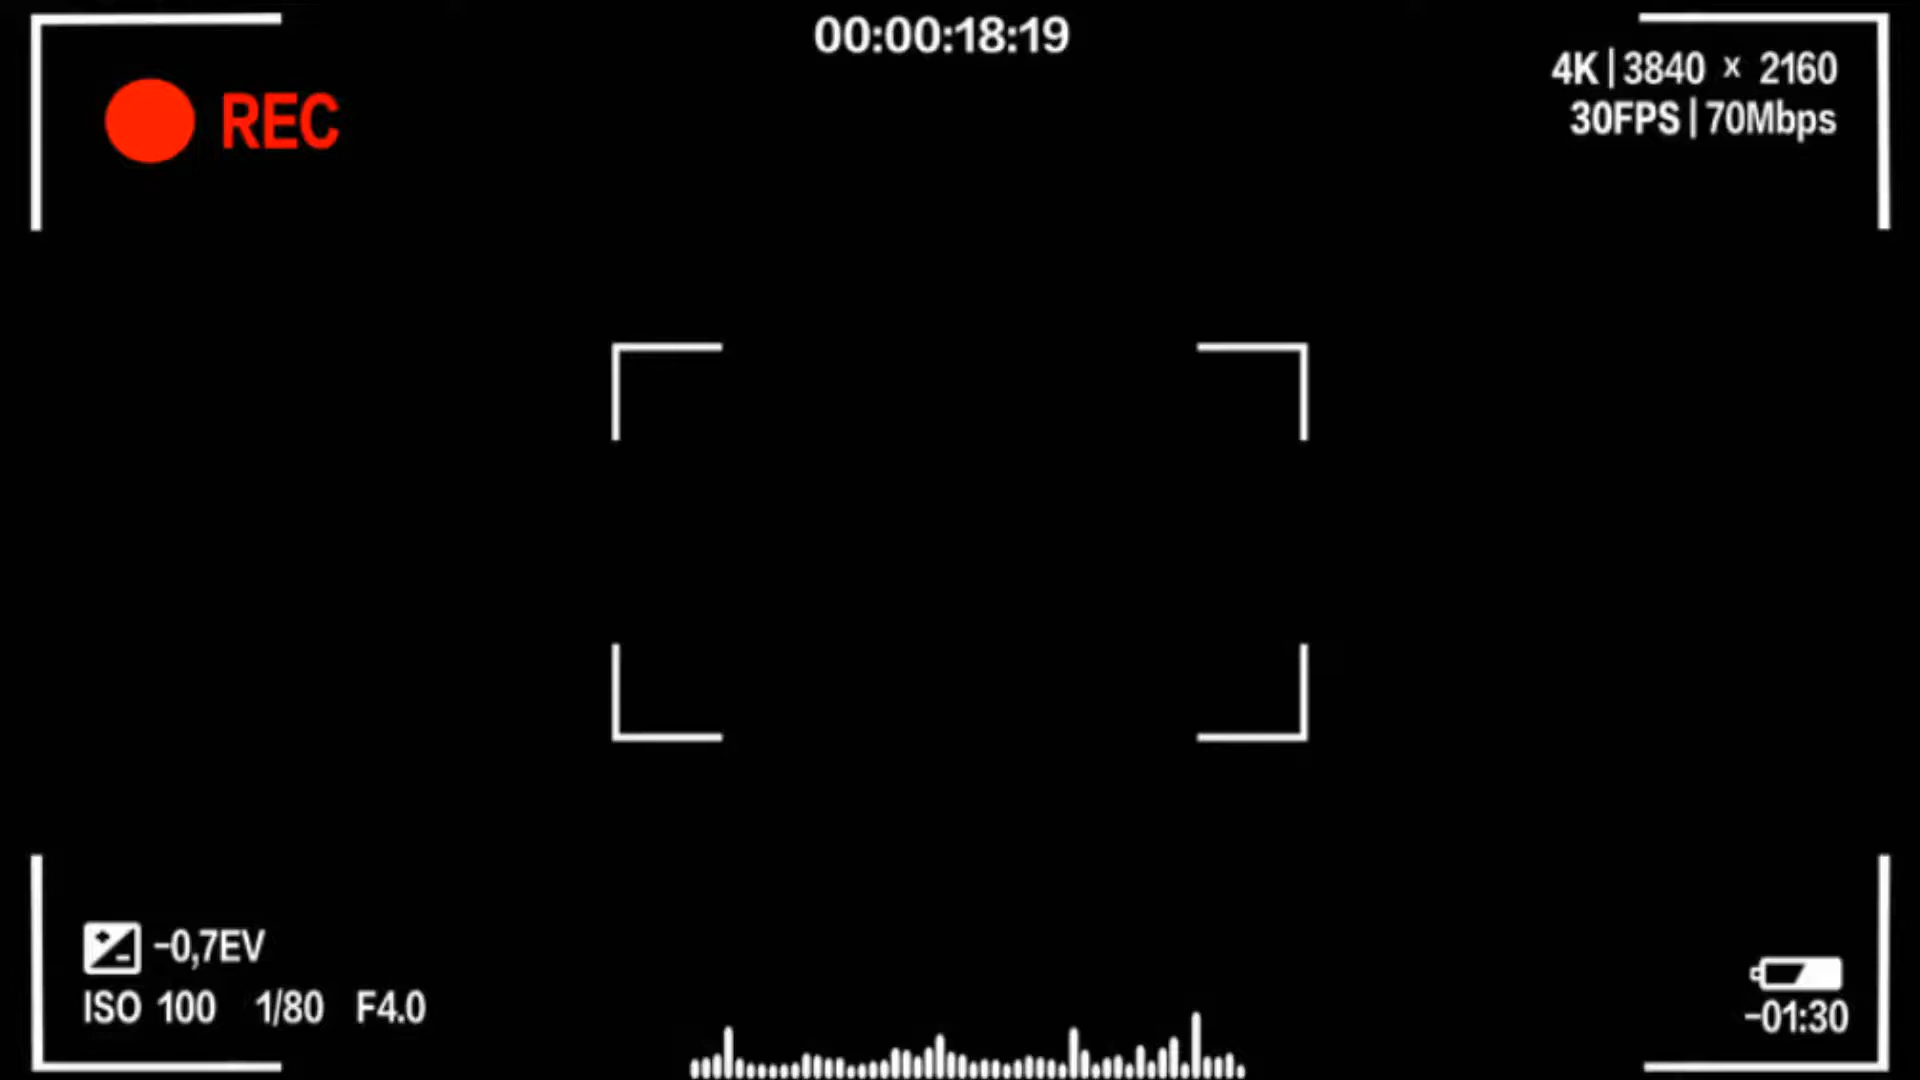 00:00:18:19
REC
4K|3840 × 2160
30FPS|70Mbps
-0,7EV
ISO 100 1/80 F4.0
-01:30